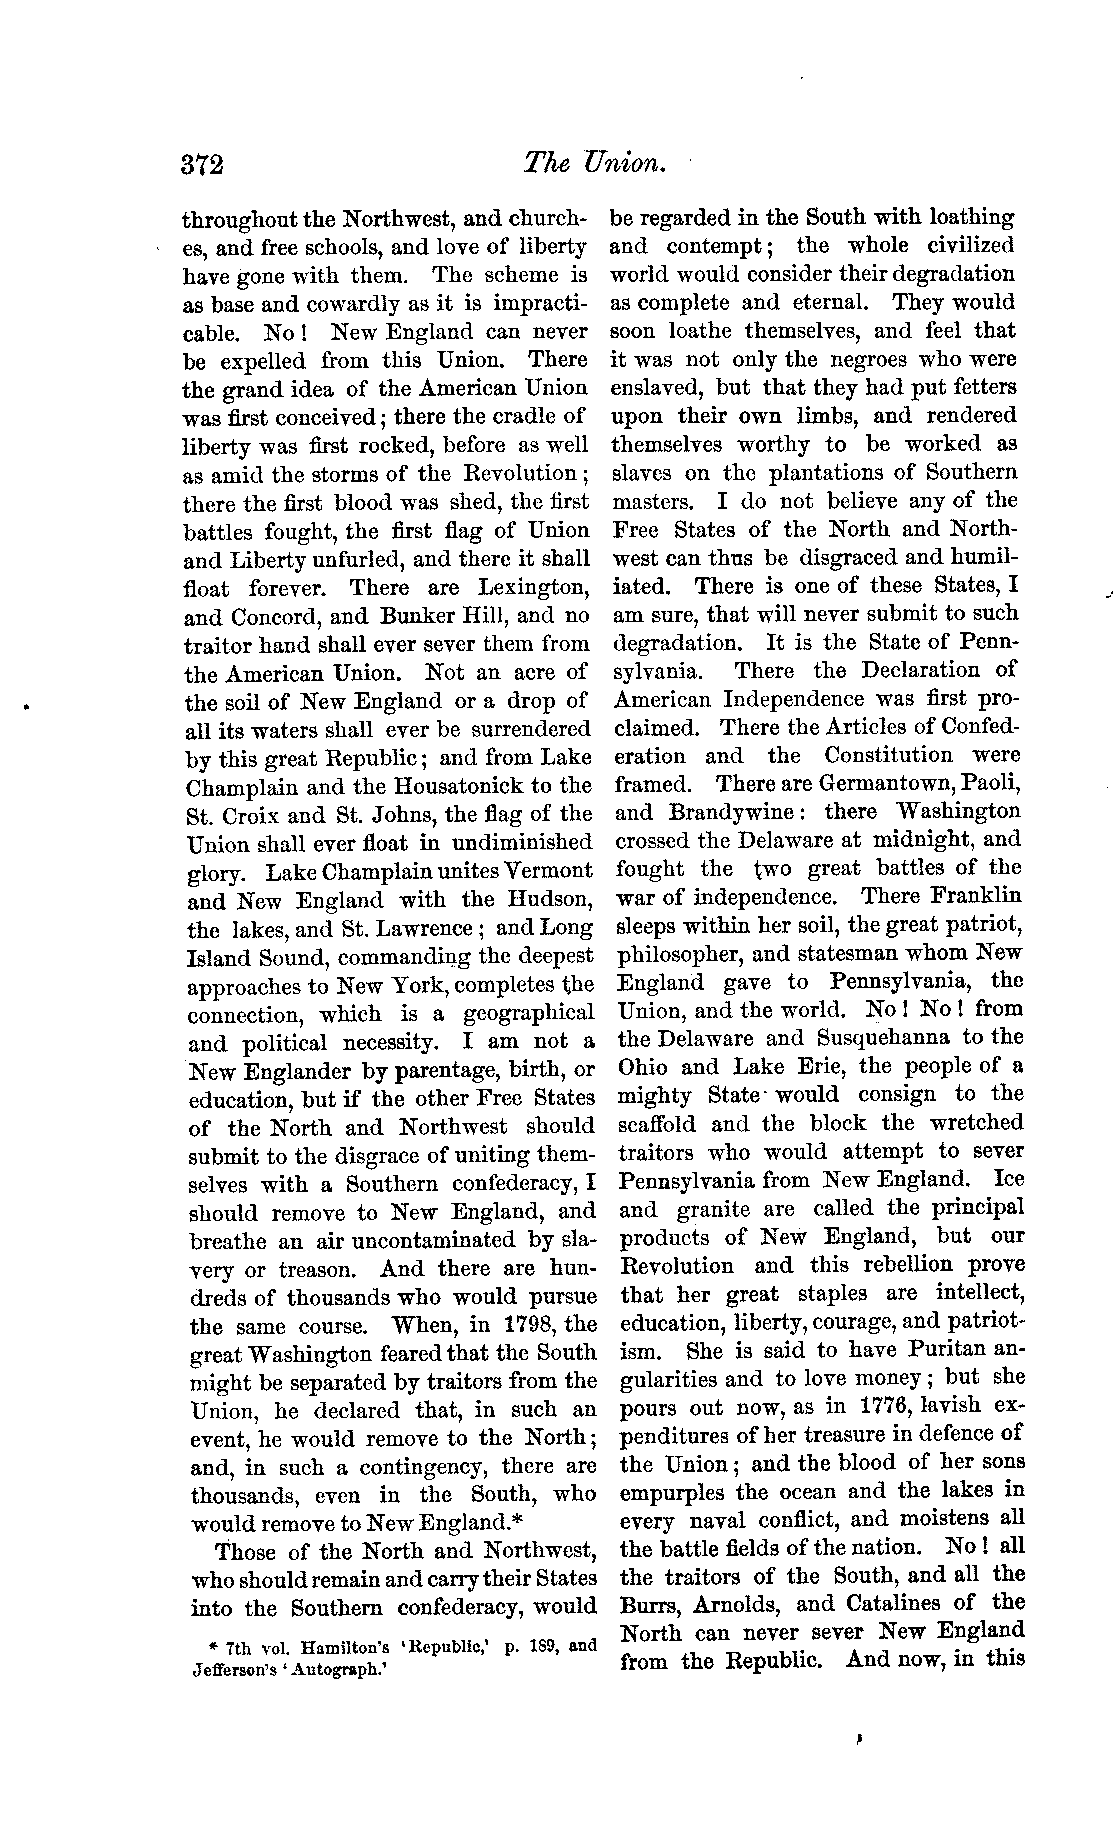 372
The Union.
throughout the Northwest, and church-
es, and free schools, and love of liberty
have gone with them. The scheme is
as base and cowardly as it is impracti-
cable. No! New England can never
be expelled from this Union. There
the grand idea of the American Union
was first conceived; there the cradle of
liberty was first rocked, before as well
as amid the storms of the Revolution;
there the first blood was shed, the first
battles fought, the first flag of Union
and Liberty unfurled, and there it shall
float forever. There are Lexington,
and Concord, and Bunker Hill, and no
traitor hand shall ever sever them from
the American Union. Not an acre of
the soil of New England or a drop of
all its waters shall ever be surrendered
by this great Republic; and from Lake
Champlain and the Housatonick to the
St. Croix and St. Johns, the flag of the
Union shall ever float in undiminished
glory. Lake Champlain unites Vermont
and New England with the Hudson,
the lakes, and St. Lawrence; and Long
Island Sound, commanding the deepest
approaches to New York, completes the
connection, which is a geographical
and political necessity. I am not a
New Englander by parentage, birth, or
education, but if the other Free States
of the North and Northwest should
submit to the disgrace of uniting them-
selves with a Southern confederacy, I
should remove to New England, and
breathe an air uncontaminated by sla-
very or treason. And there are hun-
dreds of thousands who would pursue
the same course. When, in 1798, the
great Washington feared that the South
might be separated by traitors from the
Union, he declared that, in such an
event, he would remove to the North;
and, in such a contingency, there are
thousands, even in the South, who
would remove to New England.*
Those of the North and Northwest,
who should remain and carry their States
into the Southern confederacy, would
* 7th vol. Hamilton's 'Republic,' p. 189, and
Jefferson's 'Autograph.'
be regarded in the South with loathing
and contempt; the whole civilized
world would consider their degradation
as complete and eternal. They would
soon loathe themselves, and feel that
it was not only the negroes who were
enslaved, but that they had put fetters
upon their own limbs, and rendered
themselves worthy to be worked as
slaves on the plantations of Southern
masters. I do not believe any of the
Free States of the North and North-
west can thus be disgraced and humil-
iated. There is one of these States, I
am sure, that will never submit to such
degradation. It is the State of Penn-
sylvania. There the Declaration of
American Independence was first pro-
claimed. There the Articles of Confed-
eration and the Constitution were
framed. There are Germantown, Paoli,
and Brandywine: there Washington
crossed the Delaware at midnight, and
fought the two great battles of the
war of independence. There Franklin
sleeps within her soil, the great patriot,
philosopher, and statesman whom New
England gave to Pennsylvania, the
Union, and the world. No! No! from
the Delaware and Susquehanna to the
Ohio and Lake Erie, the people of a
mighty State would consign to the
scaffold and the block the wretched
traitors who would attempt to sever
Pennsylvania from New England. Ice
and granite are called the principal
products of New England, but our
Revolution and this rebellion prove
that her great staples are intellect,
education, liberty, courage, and patriot-
ism. She is said to have Puritan an-
gularities and to love money; but she
pours out now, as in 1776, lavish ex-
penditures of her treasure in defence of
the Union; and the blood of her sons
empurples the ocean and the lakes in
every naval conflict, and moistens all
the battle fields of the nation. No! all
the traitors of the South, and all the
Burrs, Arnolds, and Catalines of the
North can never sever New England
from the Republic. And now, in this